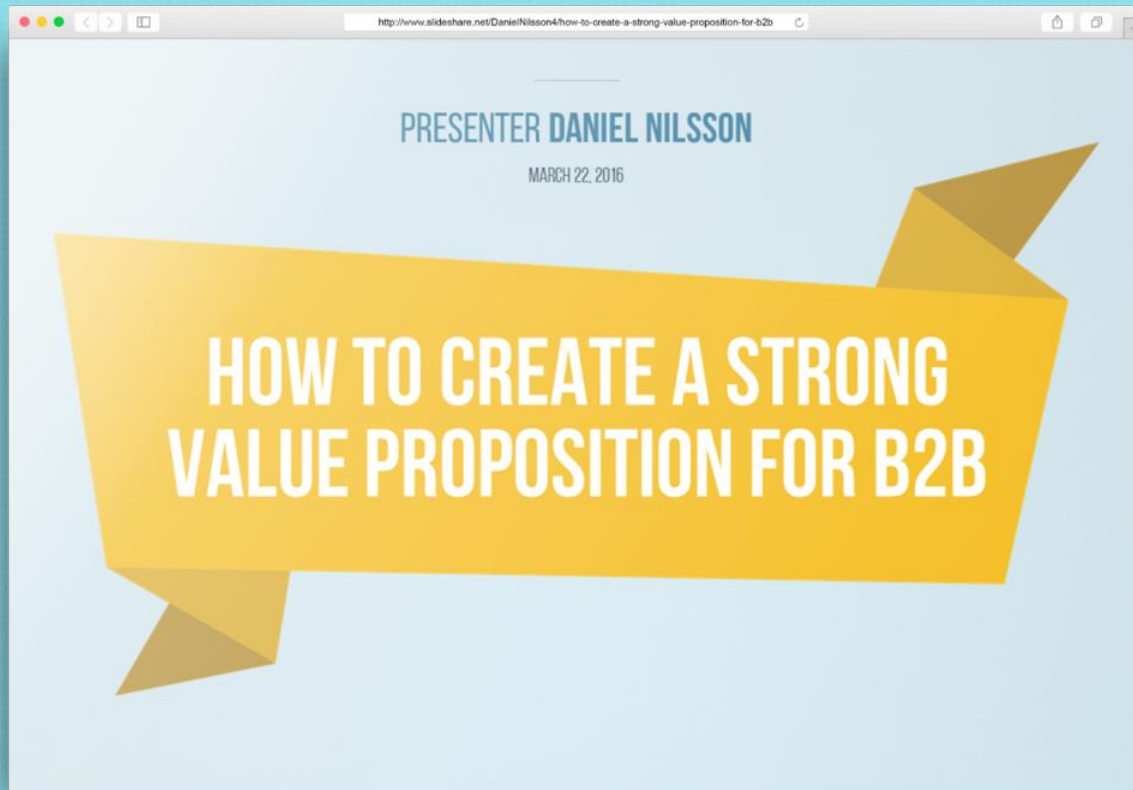 http://www.slideshare.net/DanielNilsson4/how-to-create-a-strong-value-proposition-for-b2b
PRESENTER DANIEL NILSSON
MARCH 22, 2016
HOW TO CREATE A STRONG
VALUE PROPOSITION FOR B2B